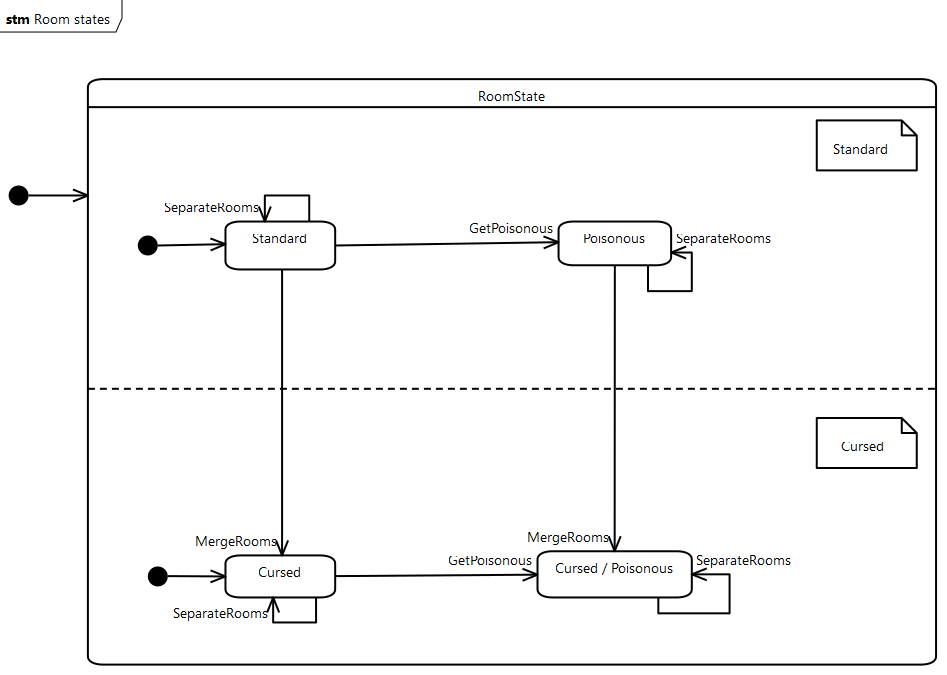 stm Room states
RoomState
Standard
SeparateRooms
Standard
GetPoisonous
Poisonous
SeparateRooms
Cursed
MergeRooms
Cursed
SeparateRooms
GetPoisonous
MergeRooms
Cursed / Poisonous
SeparateRooms